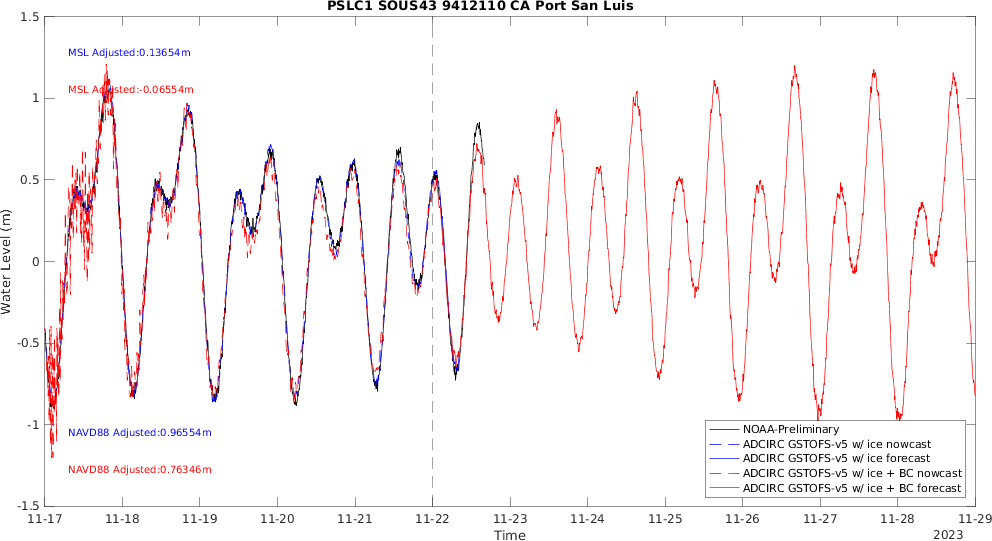 PSLC1 SOUS43 9412110 CA Port San Luis
MSL Adjusted:0.13654m
MSL Adjusted:-0.06554m
NAVD88 Adjusted:0.96554m
NAVD88 Adjusted:0.76346m
Water Level (m)
1.5
1
0.5
0
-0.5
-1
-1.5
NOAA-Preliminary
ADCIRC GSTOFS-v5 w/ ice nowcast
ADCIRC GSTOFS-v5 w/ ice forecast
ADCIRC GSTOFS-v5 w/ ice + BC nowcast
ADCIRC GSTOFS-v5 w/ ice + BC forecast
11-17 11-18 11-19 11-20 11-21 11-22 11-23 11-24 11-25 11-26 11-27 11-28 11-29
Time
2023